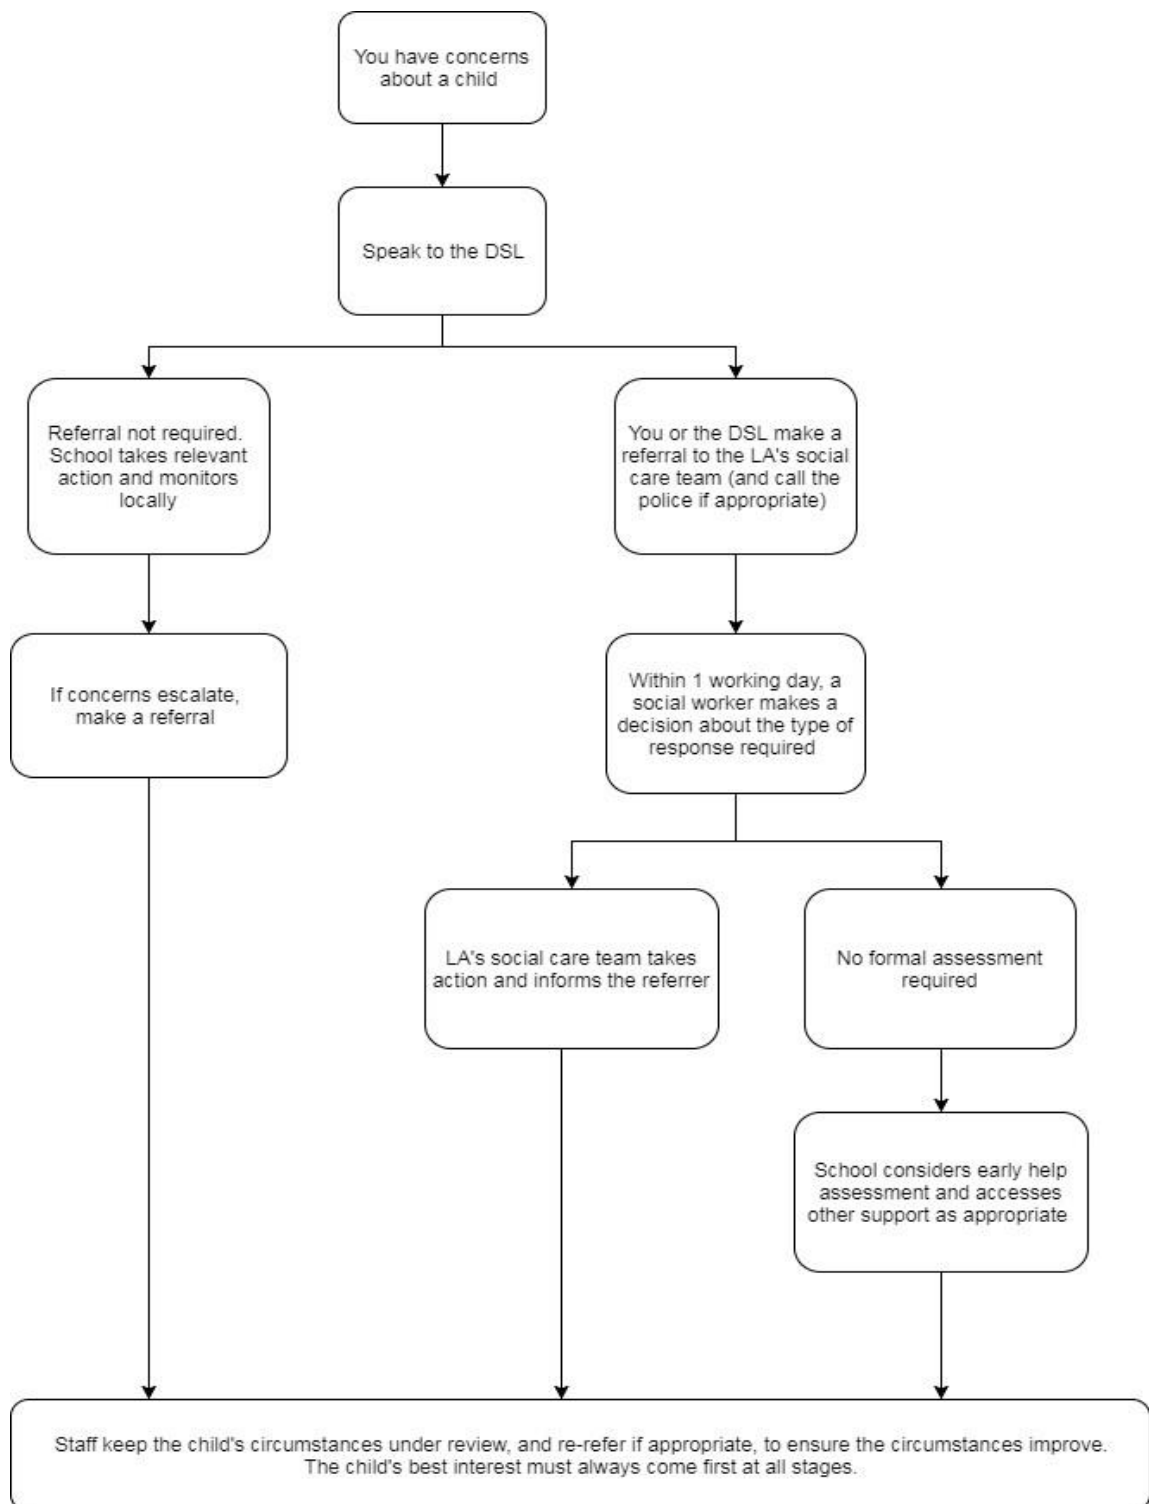 You have concerns
about a child
Speak to the DSL
Referral not required.
School takes relevant
action and monitors
locally
You or the DSL make a
referral to the LA's social
care team (and call the
police if appropriate)
If concerns escalate,
make a referral
Within 1 working day, a
social worker makes a
decision about the type of
response required
LA's social care team takes
action and informs the referrer
No formal assessment
required
School considers early help
assessment and accesses
other support as appropriate
Staff keep the child's circumstances under review, and re-refer if appropriate, to ensure the circumstances improve.
The child's best interest must always come first at all stages.